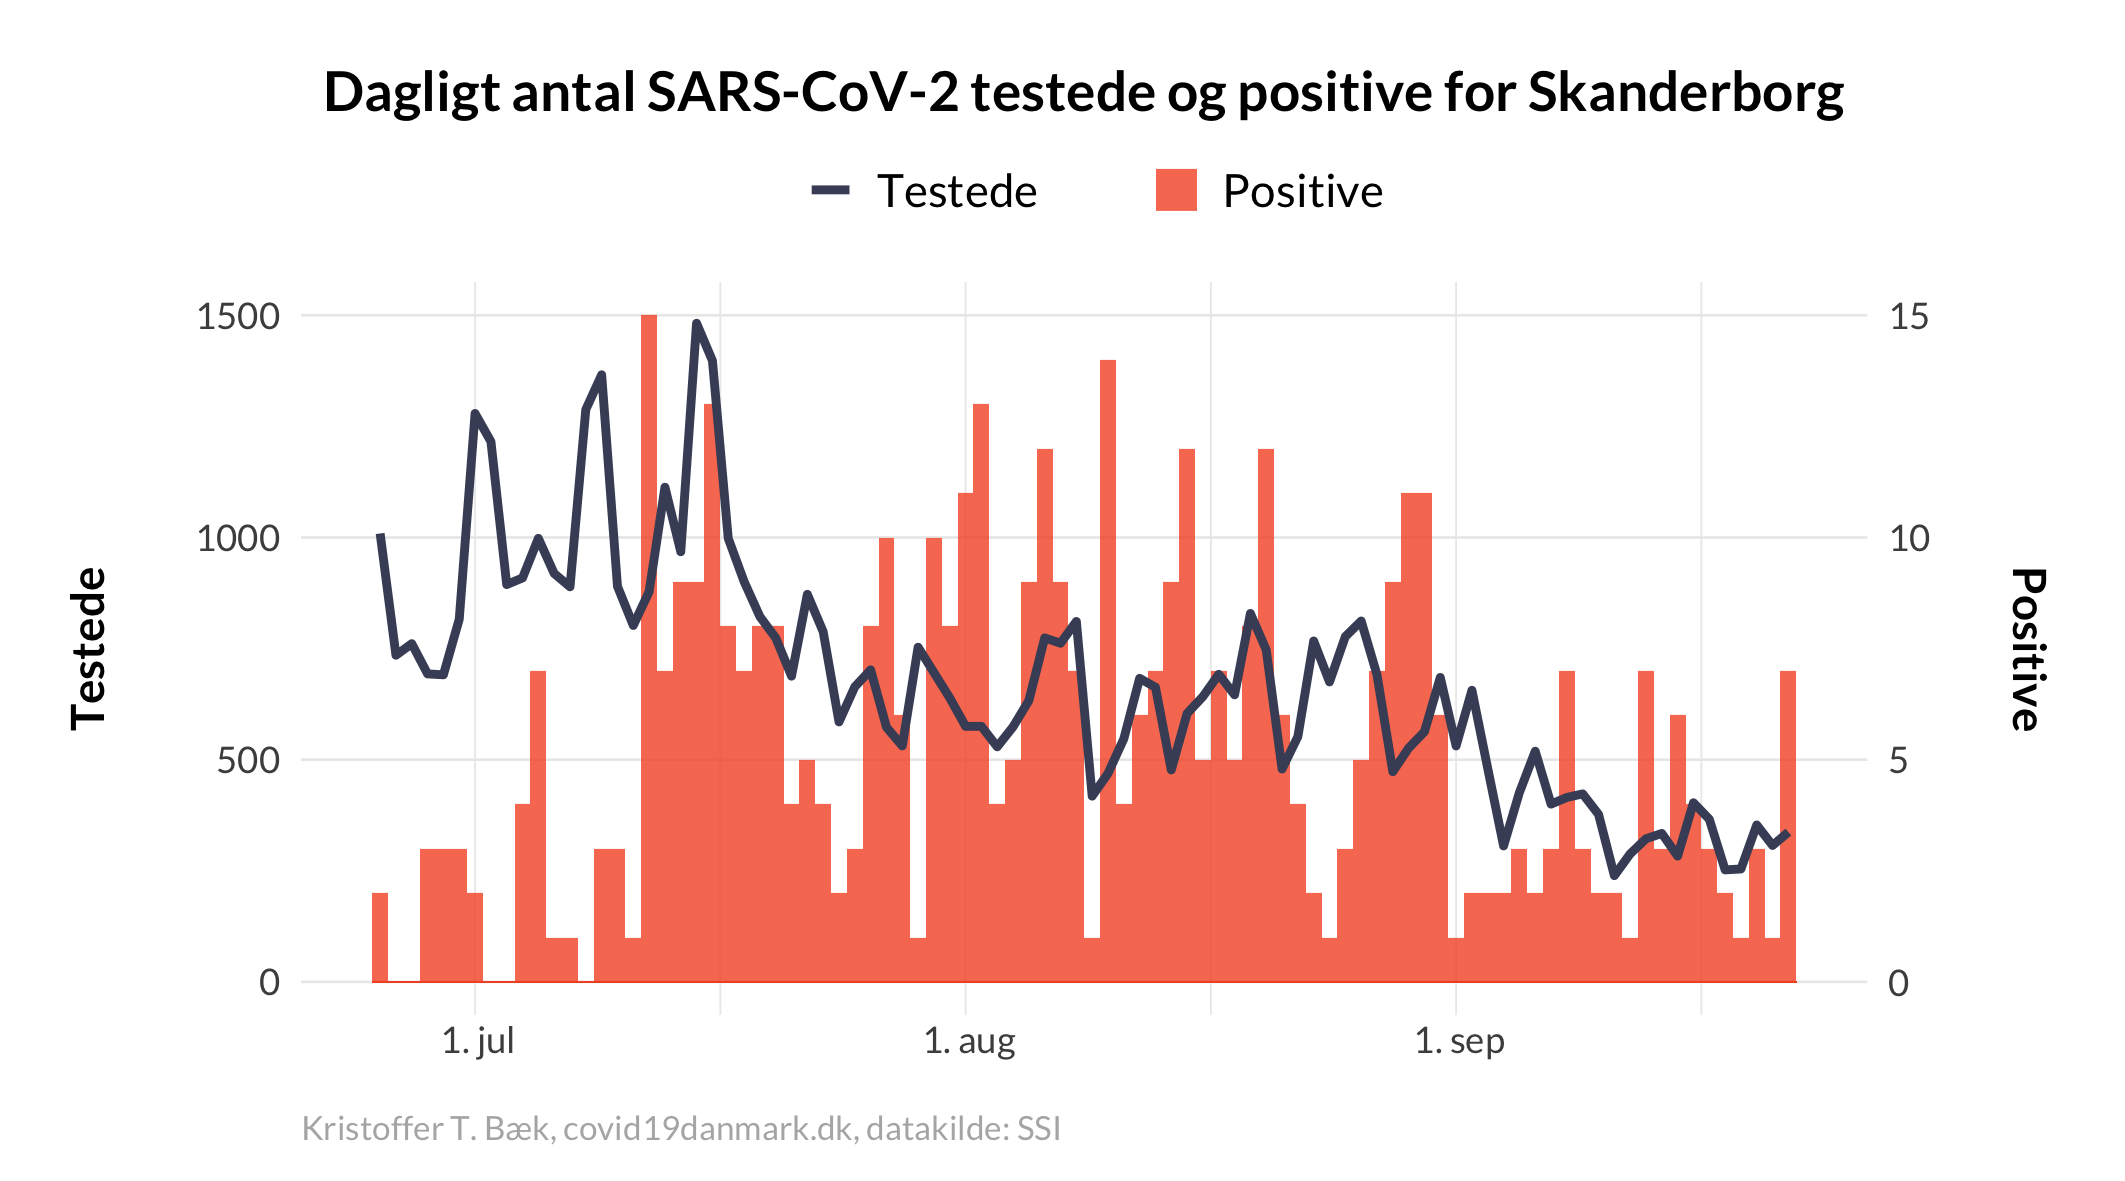 Dagligt antal SARS-CoV-2 testede og positive for Skanderborg
Testede Positive
1500 15
1000 10
Testede Positive
500 5
0 0
1. jul 1. aug 1. sep
Kristoffer T. Bæk, covid19danmark.dk, datakilde: SSI